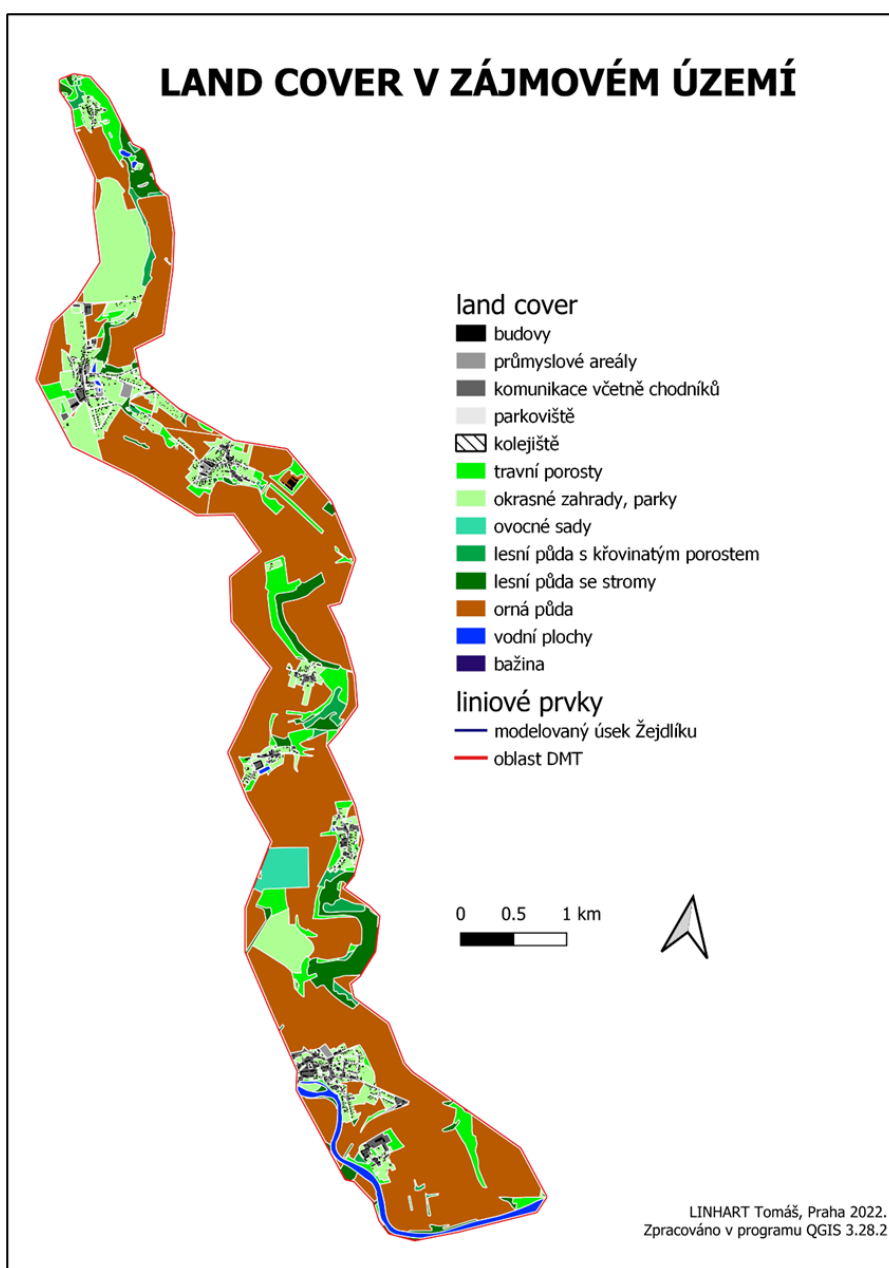 LAND COVER V ZÁJMOVÉM ÚZEMÍ
land cover
budovy
průmyslové areály
komunikace včetně chodníků
parkoviště
kolejiště
travní porosty
okrasné zahrady, parky
ovocné sady
lesní půda s křovinatým porostem
lesní půda se stromy
orná půda
vodní plochy
bažina
liniové prvky
modelovaný úsek Žejdlíku
oblast DMT
0 0.5 1 km
LINHART Tomáš, Praha 2022.
Zpracováno v programu QGIS 3.28.2